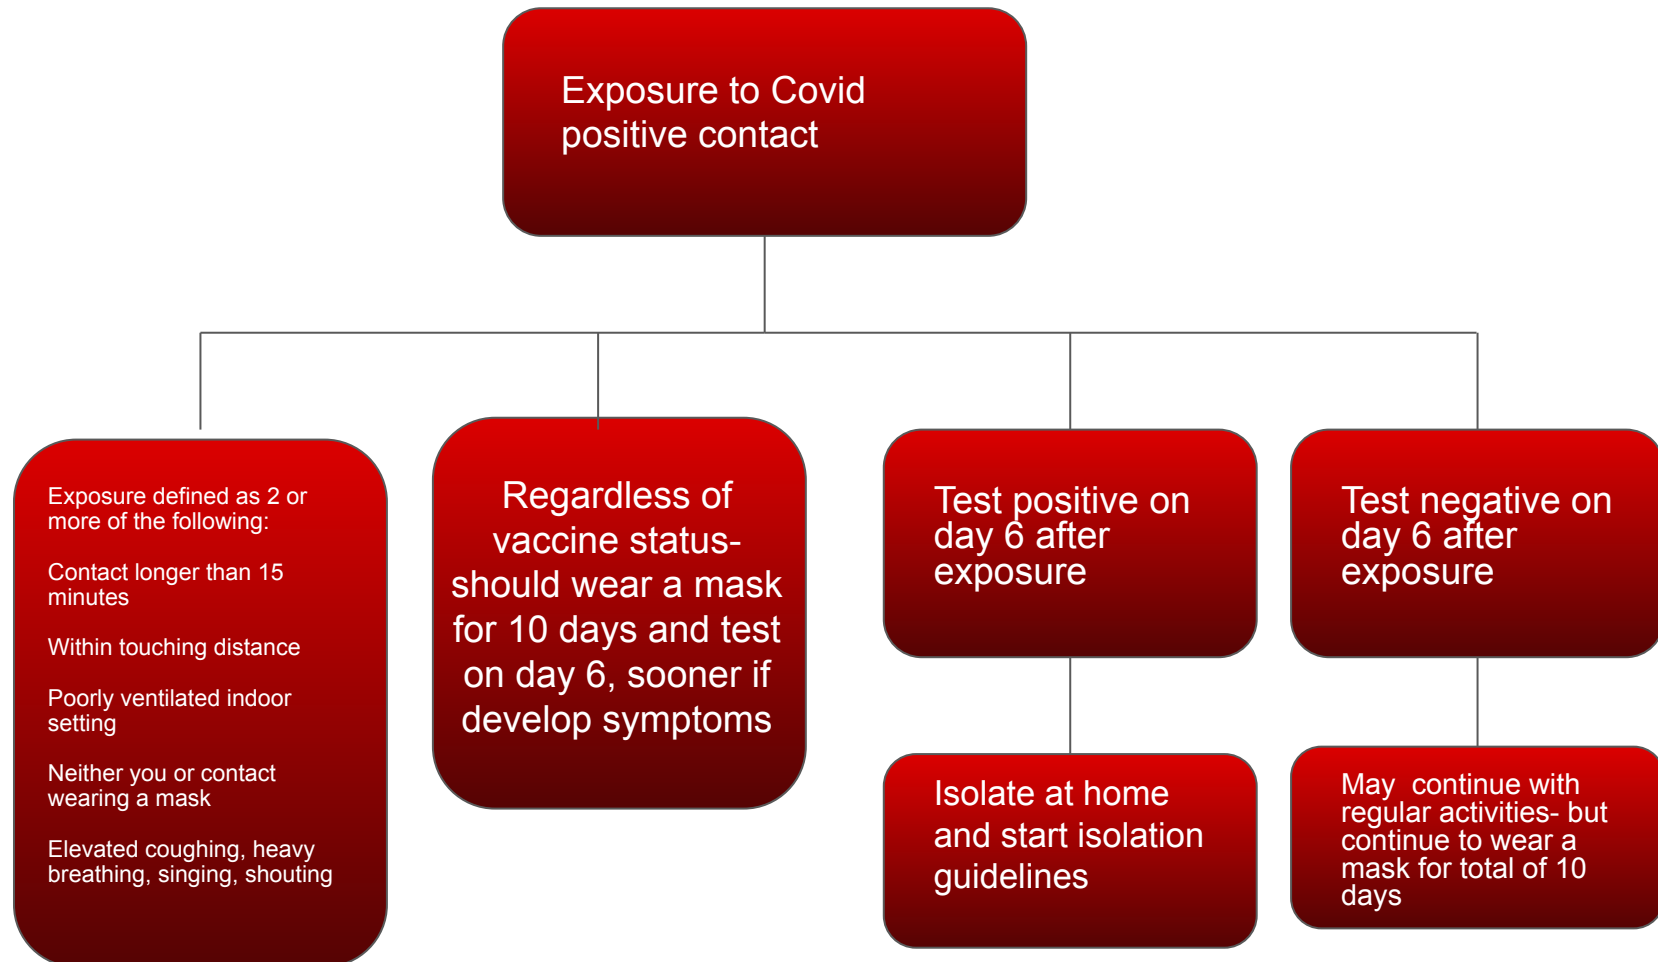 Exposure to Covid
positive contact
Exposure defined as 2 or
more of the following:
Contact longer than 15
minutes
Within touching distance
Poorly ventilated indoor
setting
Neither you or contact
wearing a mask
Elevated coughing, heavy
breathing, singing, shouting
Regardless of
vaccine status-
should wear a mask
for 10 days and test
on day 6, sooner if
develop symptoms
Test positive on
day 6 after
exposure
Isolate at home
and start isolation
guidelines
Test negative on
day 6 after
exposure
May continue with
regular activities- but
continue to wear a
mask for total of 10
days